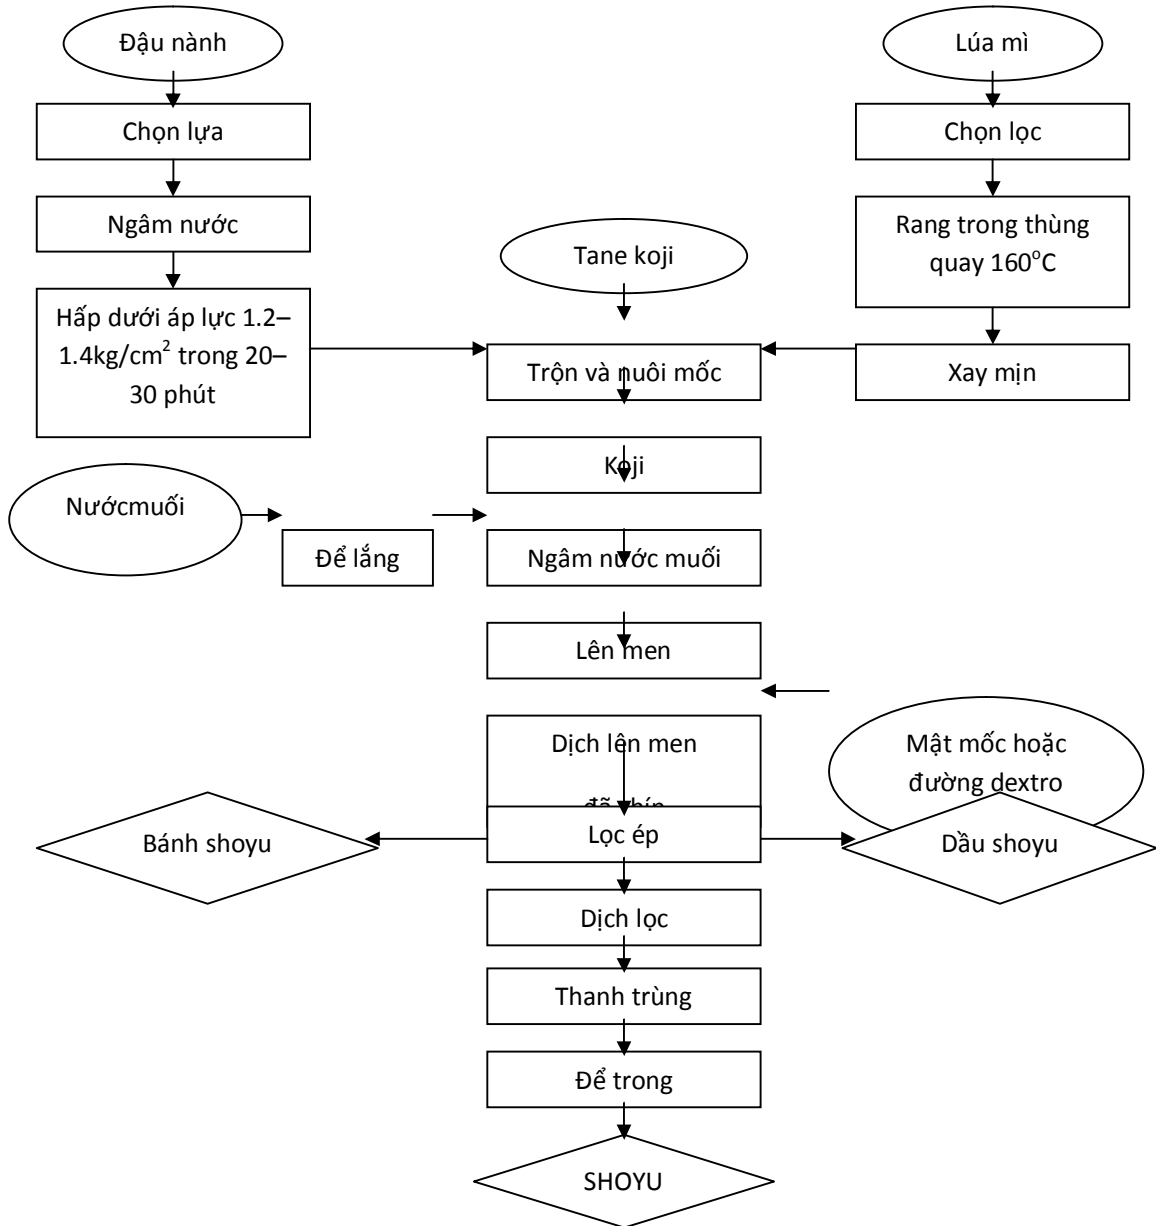 Đậu nành
Lúa mì
Chọn lựa
Chọn lọc
Ngâm nước
Rang trong thùng
quay 160°C
Tane koji
Hấp dưới áp lực 1.2–
1.4kg/cm² trong 20–
30 phút
Trộn và nuôi mốc
Xay mịn
Koji
Nướcmuối
Để lắng
Ngâm nước muối
Lên men
Dịch lên men
đã chín
Mật mốc hoặc
đường dextro
Bánh shoyu
Lọc ép
Dầu shoyu
Dịch lọc
Thanh trùng
Để trong
SHOYU